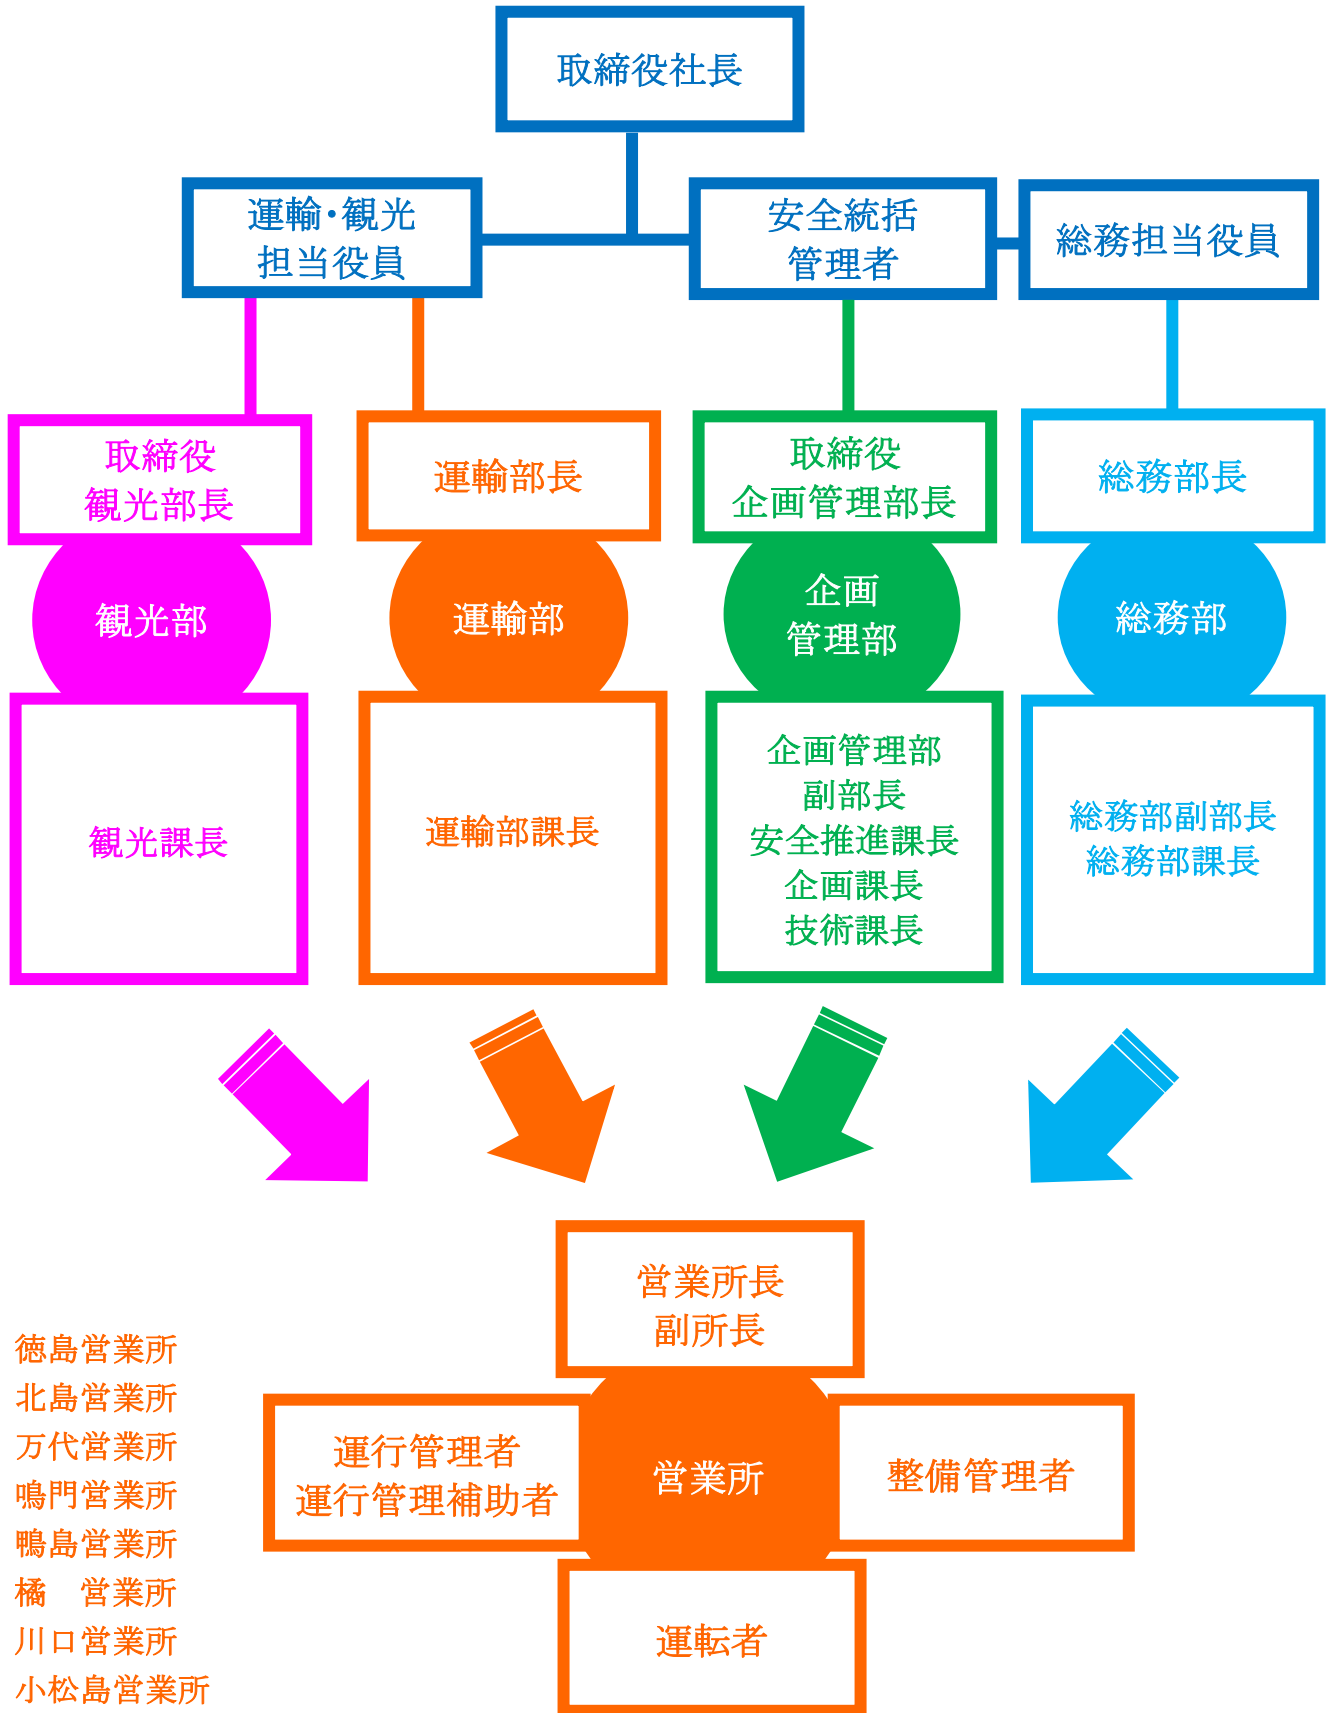 取締役社長
運輸・観光
担当役員
安全統括
管理者
総務担当役員
取締役
観光部長
運輸部長
取締役
企画管理部長
総務部長
観光部
運輸部
企画
管理部
総務部
観光課長
運輸部課長
企画管理部
副部長
安全推進課長
企画課長
技術課長
総務部副部長
総務部課長
営業所長
副所長
運行管理者
運行管理補助者
営業所
整備管理者
運転者
徳島営業所
北島営業所
万代営業所
鳴門営業所
鴨島営業所
橘　営業所
川口営業所
小松島営業所